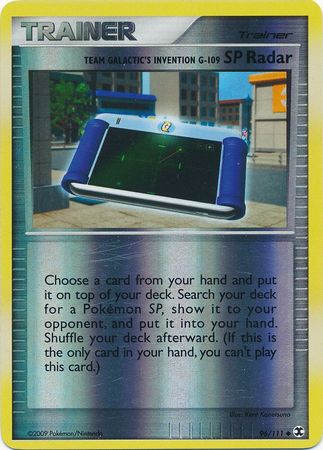 TRAINER
Trainer
TEAM GALACTIC'S INVENTION G-109 SP Radar
Choose a card from your hand and put
it on top of your deck. Search your deck
for a Pokémon SP, show it to your
opponent, and put it into your hand.
Shuffle your deck afterward. (If this is
the only card in your hand, you can't play
this card.)
Illus. Kent Kanetsuna
©2009 Pokémon/Nintendo
96/111